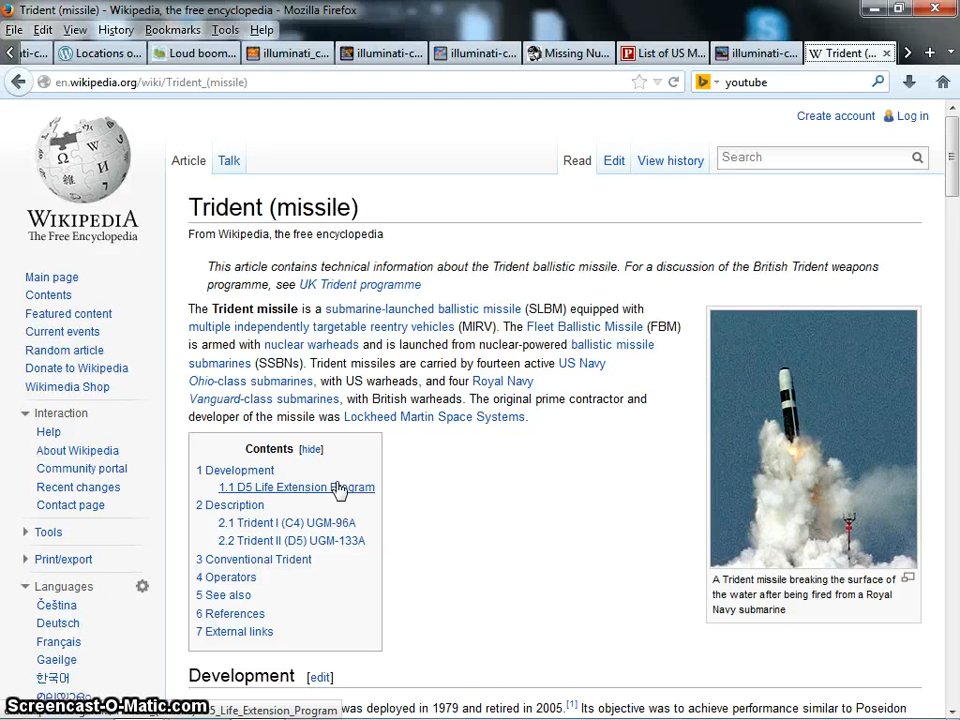 Trident (missile) - Wikipedia, the free encyclopedia - Mozilla Firefox
File Edit View History Bookmarks Tools Help
ati-c... Locations o... Loud boom... illuminati_c... illuminati-c... illuminati-c... Missing Nu... List of US M... illuminati-c... Trident (...
en.wikipedia.org/wiki/Trident_(missile) youtube
Create account Log in
Article Talk Read Edit View history Search
WIKIPEDIA
The Free Encyclopedia
Main page
Contents
Featured content
Current events
Random article
Donate to Wikipedia
Wikimedia Shop
Interaction
Help
About Wikipedia
Community portal
Recent changes
Contact page
Tools
Print/export
Languages
Čeština
Deutsch
Français
Gaeilge
한국어
Trident (missile)
From Wikipedia, the free encyclopedia
This article contains technical information about the Trident ballistic missile. For a discussion of the British Trident weapons
programme, see UK Trident programme
The Trident missile is a submarine-launched ballistic missile (SLBM) equipped with
multiple independently targetable reentry vehicles (MIRV). The Fleet Ballistic Missile (FBM)
is armed with nuclear warheads and is launched from nuclear-powered ballistic missile
submarines (SSBNs). Trident missiles are carried by fourteen active US Navy
Ohio-class submarines, with US warheads, and four Royal Navy
Vanguard-class submarines, with British warheads. The original prime contractor and
developer of the missile was Lockheed Martin Space Systems.
Contents [hide]
1 Development
1.1 D5 Life Extension Program
2 Description
2.1 Trident I (C4) UGM-96A
2.2 Trident II (D5) UGM-133A
3 Conventional Trident
4 Operators
5 See also
6 References
7 External links
A Trident missile breaking the surface of
the water after being fired from a Royal
Navy submarine
Development [edit]
was deployed in 1979 and retired in 2005.[1] Its objective was to achieve performance similar to Poseidon
Screencast-O-Matic.com 5_Life_Extension_Program